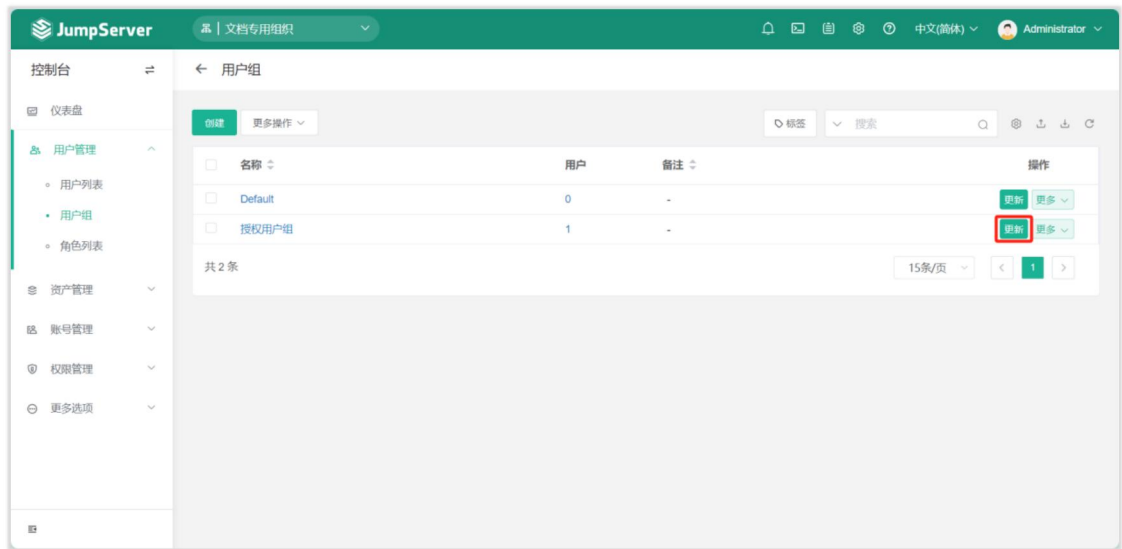 JumpServer
文档专用组织
中文(简体)
Administrator
控制台
用户组
仪表盘
用户管理
用户列表
用户组
角色列表
资产管理
账号管理
权限管理
更多选项
创建
更多操作
标签
搜索
名称
用户
备注
操作
Default
0
-
更新
更多
授权用户组
1
-
更新
更多
共 2 条
15条/页
1